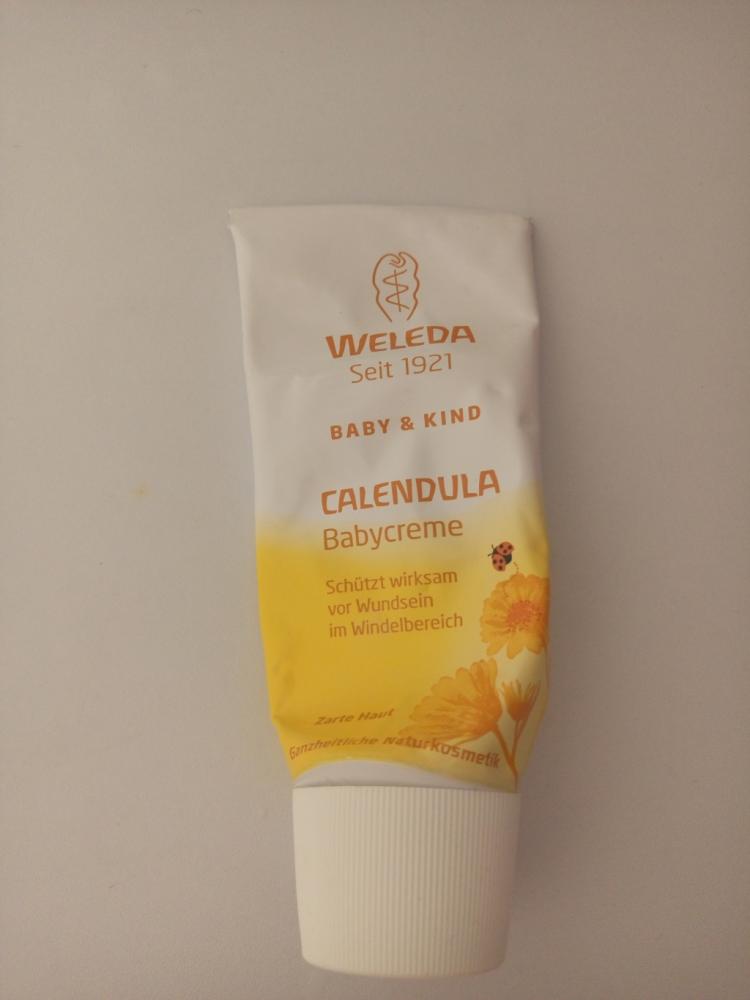 WELEDA
Seit 1921
BABY & KIND
CALENDULA
Babycreme
Schützt wirksam
vor Wundsein
im Windelbereich
Zarte Haut
Ganzheitliche Naturkosmetik